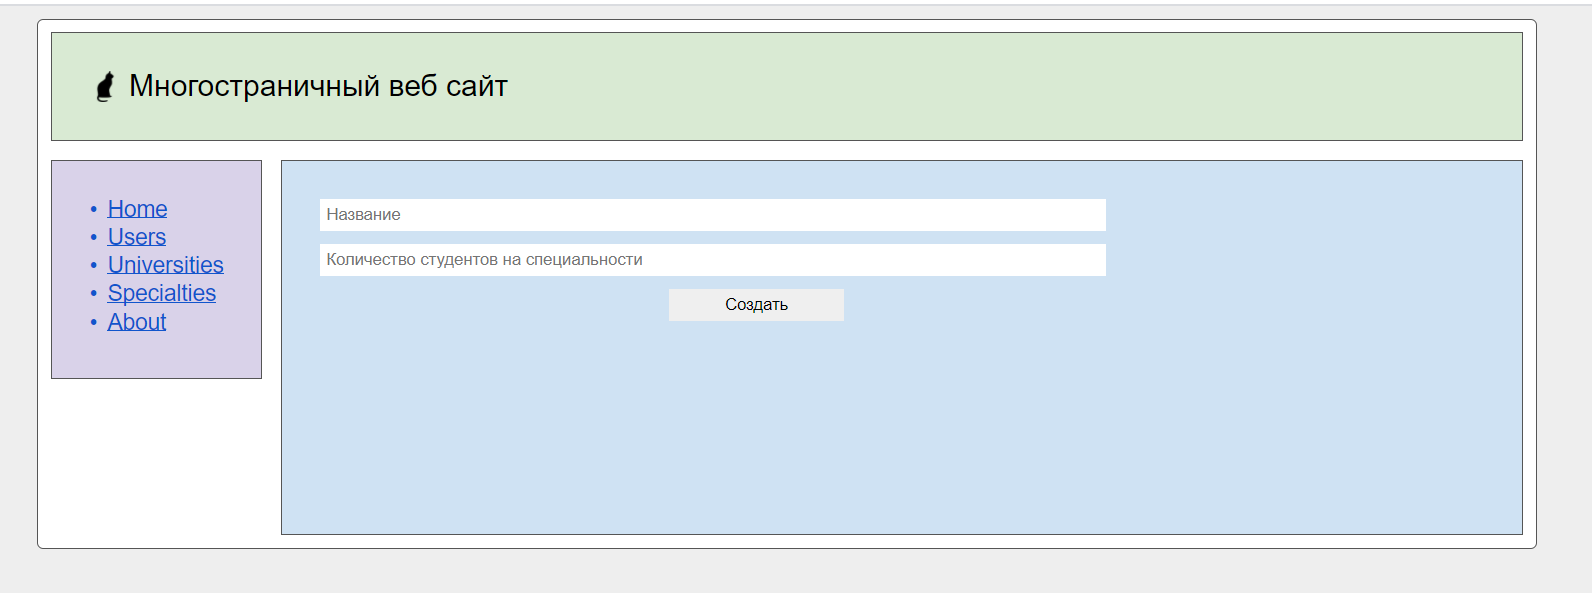 Многостраничный веб сайт
Home
Users
Universities
Specialties
About
Название
Количество студентов на специальности
Создать